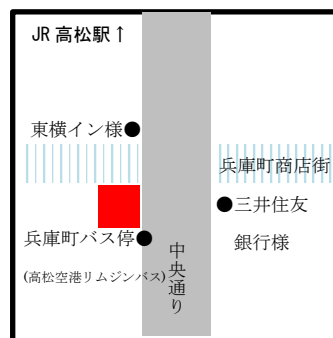 JR 高松駅↑
東横イン様●
兵庫町商店街
●三井住友
銀行様
兵庫町バス停●
(高松空港リムジンバス)
中央通り